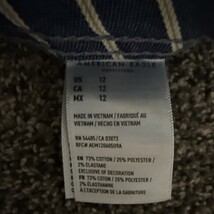 AMERICAN EAGLE
OUTFITTERS
US 12
CA 12
MX 12
MADE IN VIETNAM / FABRIQUÉ AU
VIETNAM / HECHO EN VIETNAM
RN 54485 / CA 07873
RFC#
EN 73% COTTON / 25% POLYESTER /
2% ELASTANE
EXCLUSIVE OF DECORATION
FR 73% COTON / 25% POLYESTER /
2% ÉLASTHANNE
À L'EXCEPTION DE LA GARNITURE